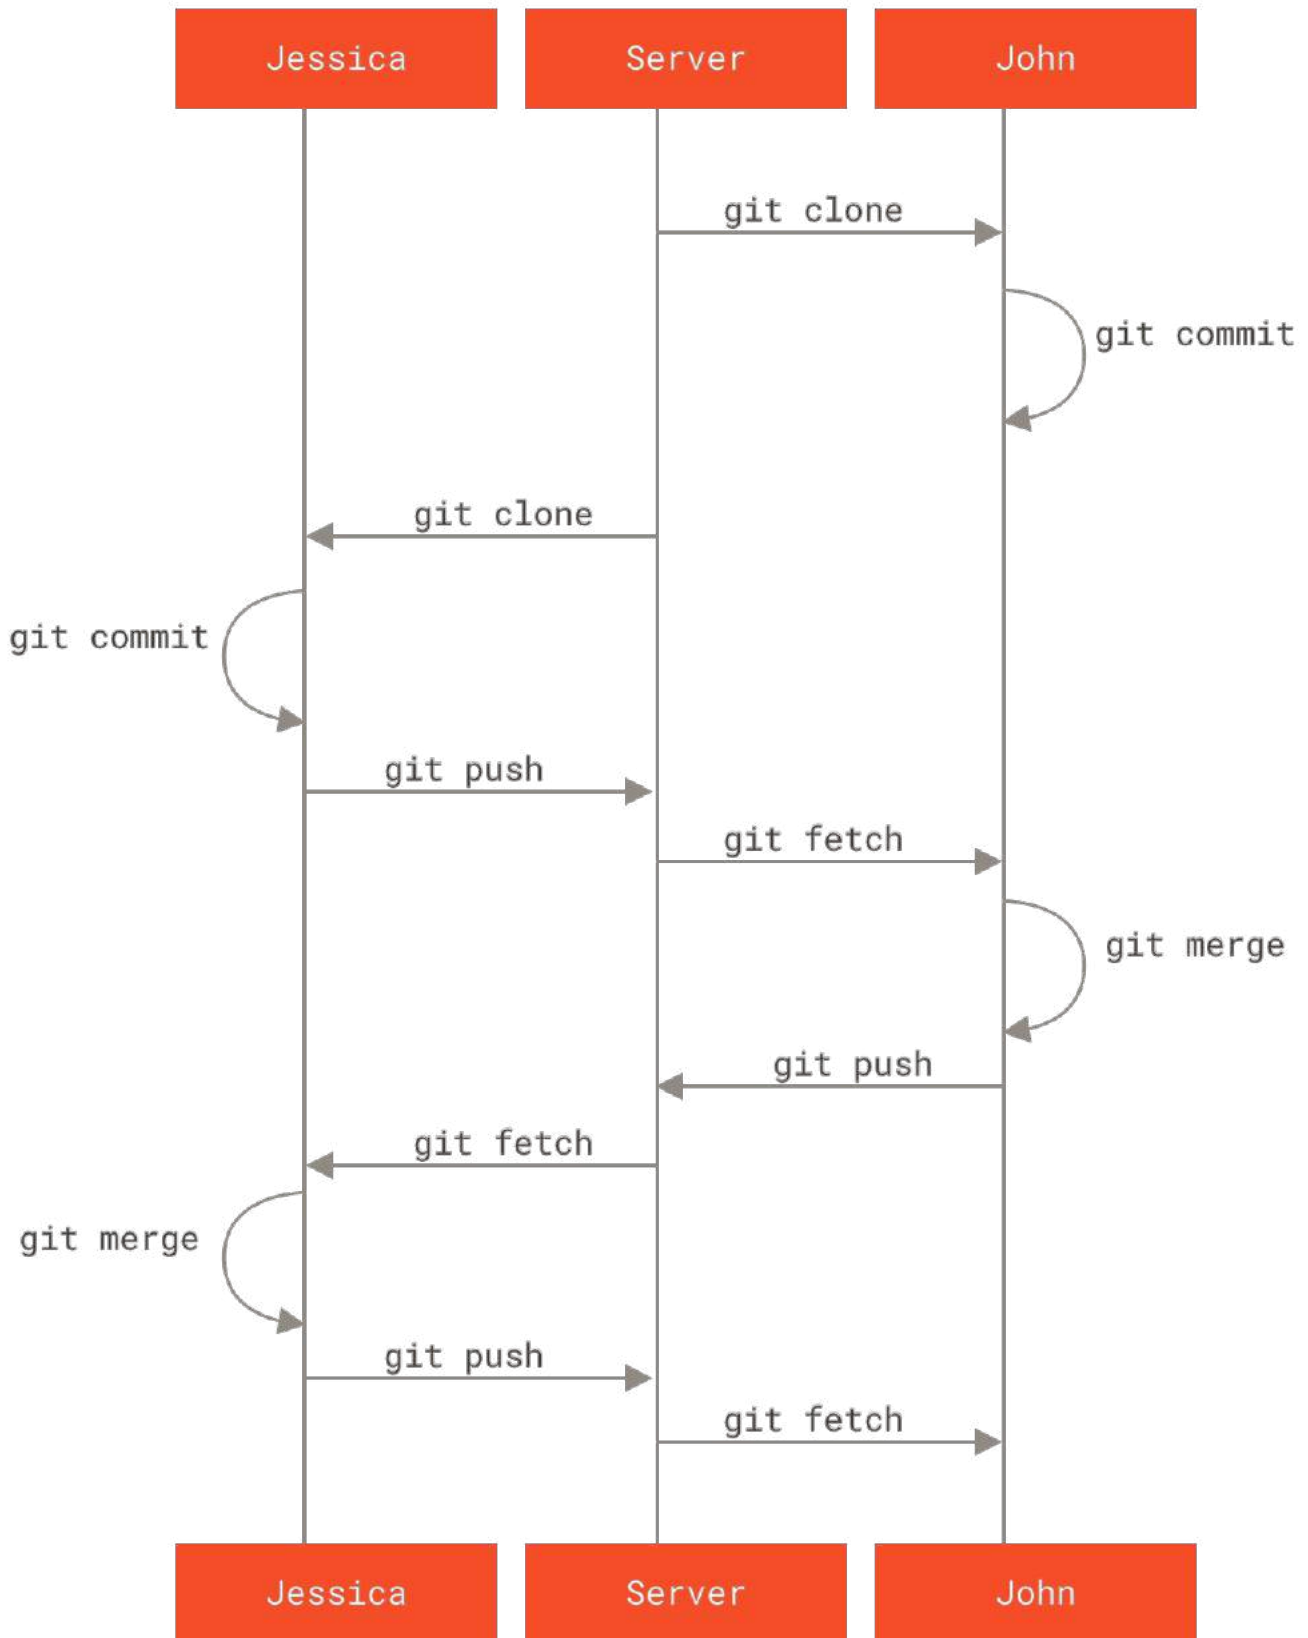 Jessica
Server
John
git clone
git commit
git clone
git commit
git push
git fetch
git merge
git push
git fetch
git merge
git push
git fetch
Jessica
Server
John